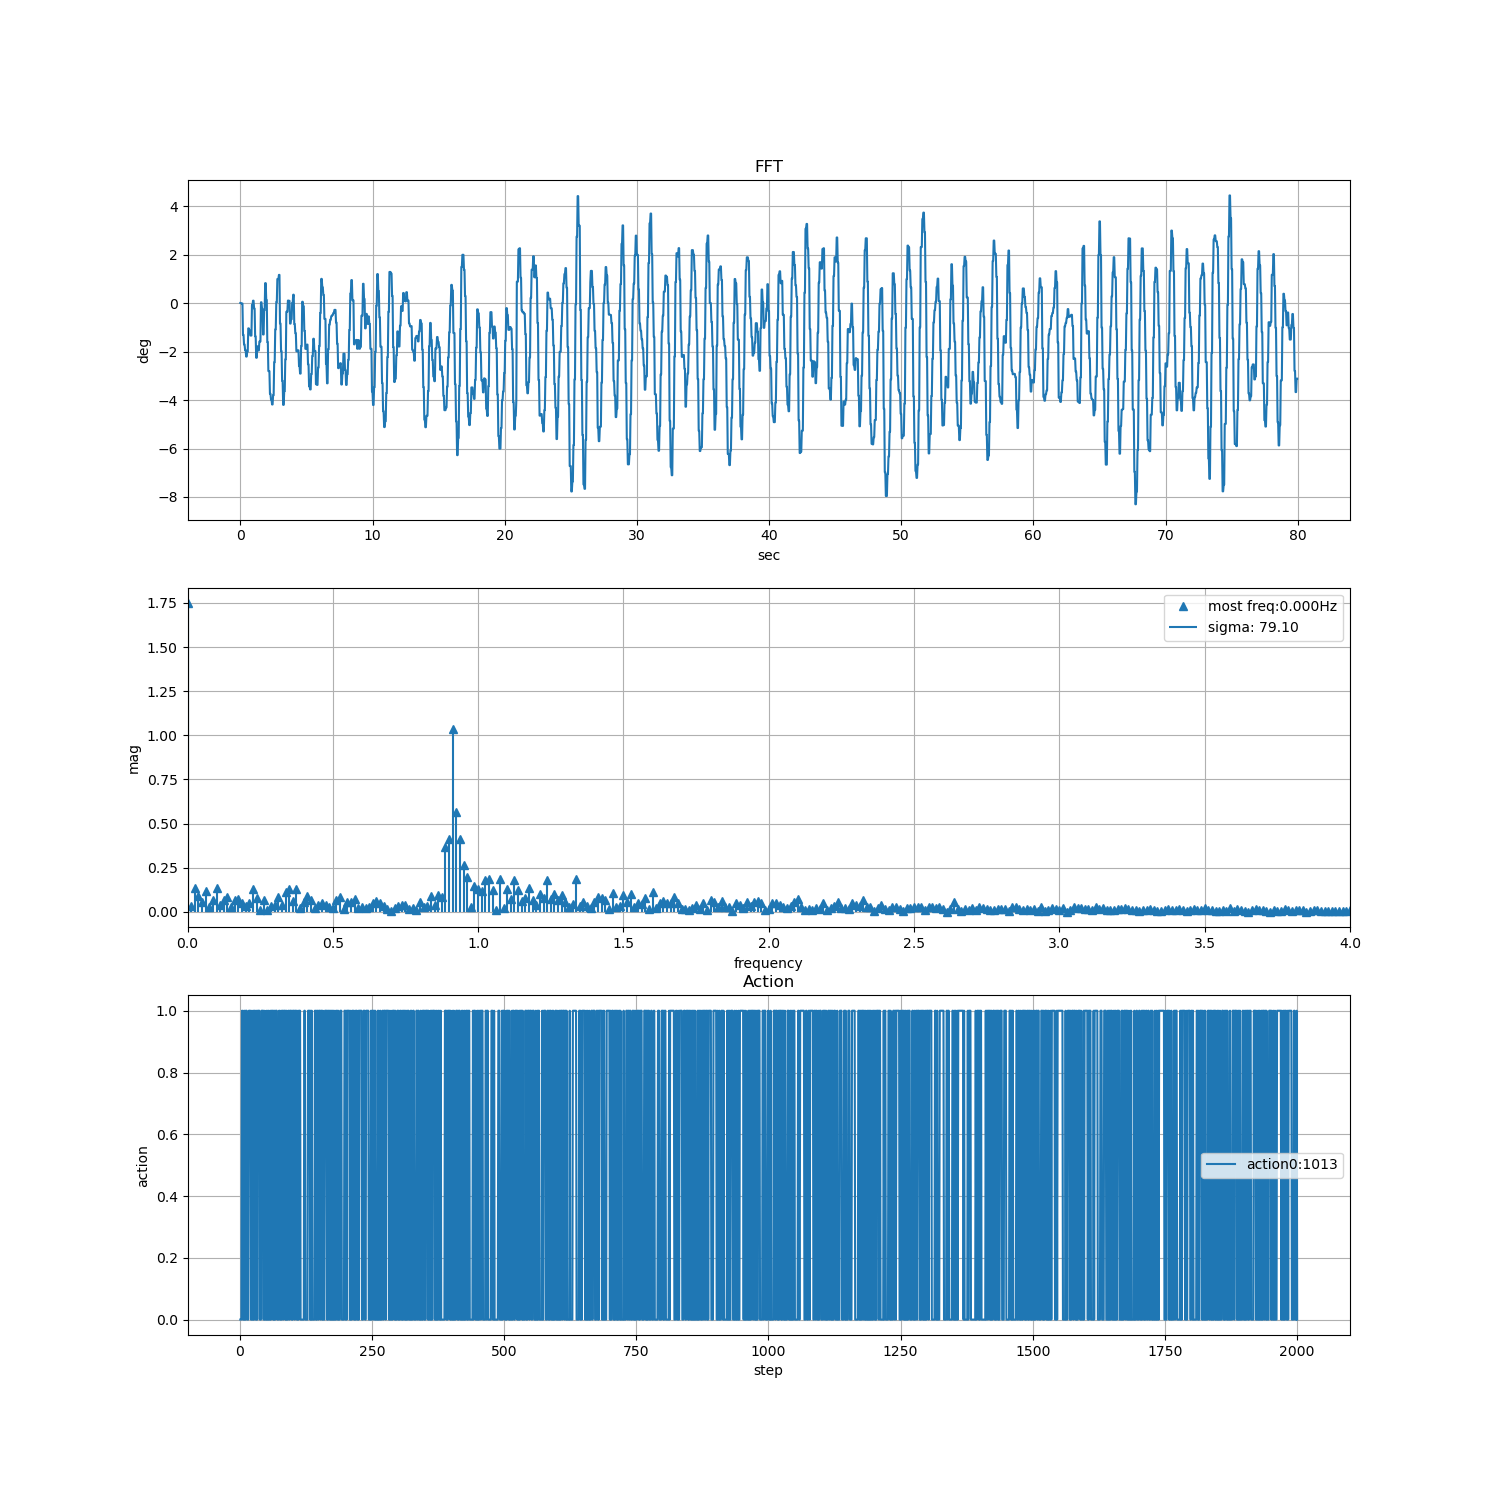 FFT
4
2
0
−2
−4
−6
−8
deg
0 10 20 30 40 50 60 70 80
sec
1.75
1.50
1.25
1.00
0.75
0.50
0.25
0.00
mag
most freq:0.000Hz
sigma: 79.10
0.0 0.5 1.0 1.5 2.0 2.5 3.0 3.5 4.0
frequency
Action
1.0
0.8
0.6
0.4
0.2
0.0
action
action0:1013
0 250 500 750 1000 1250 1500 1750 2000
step